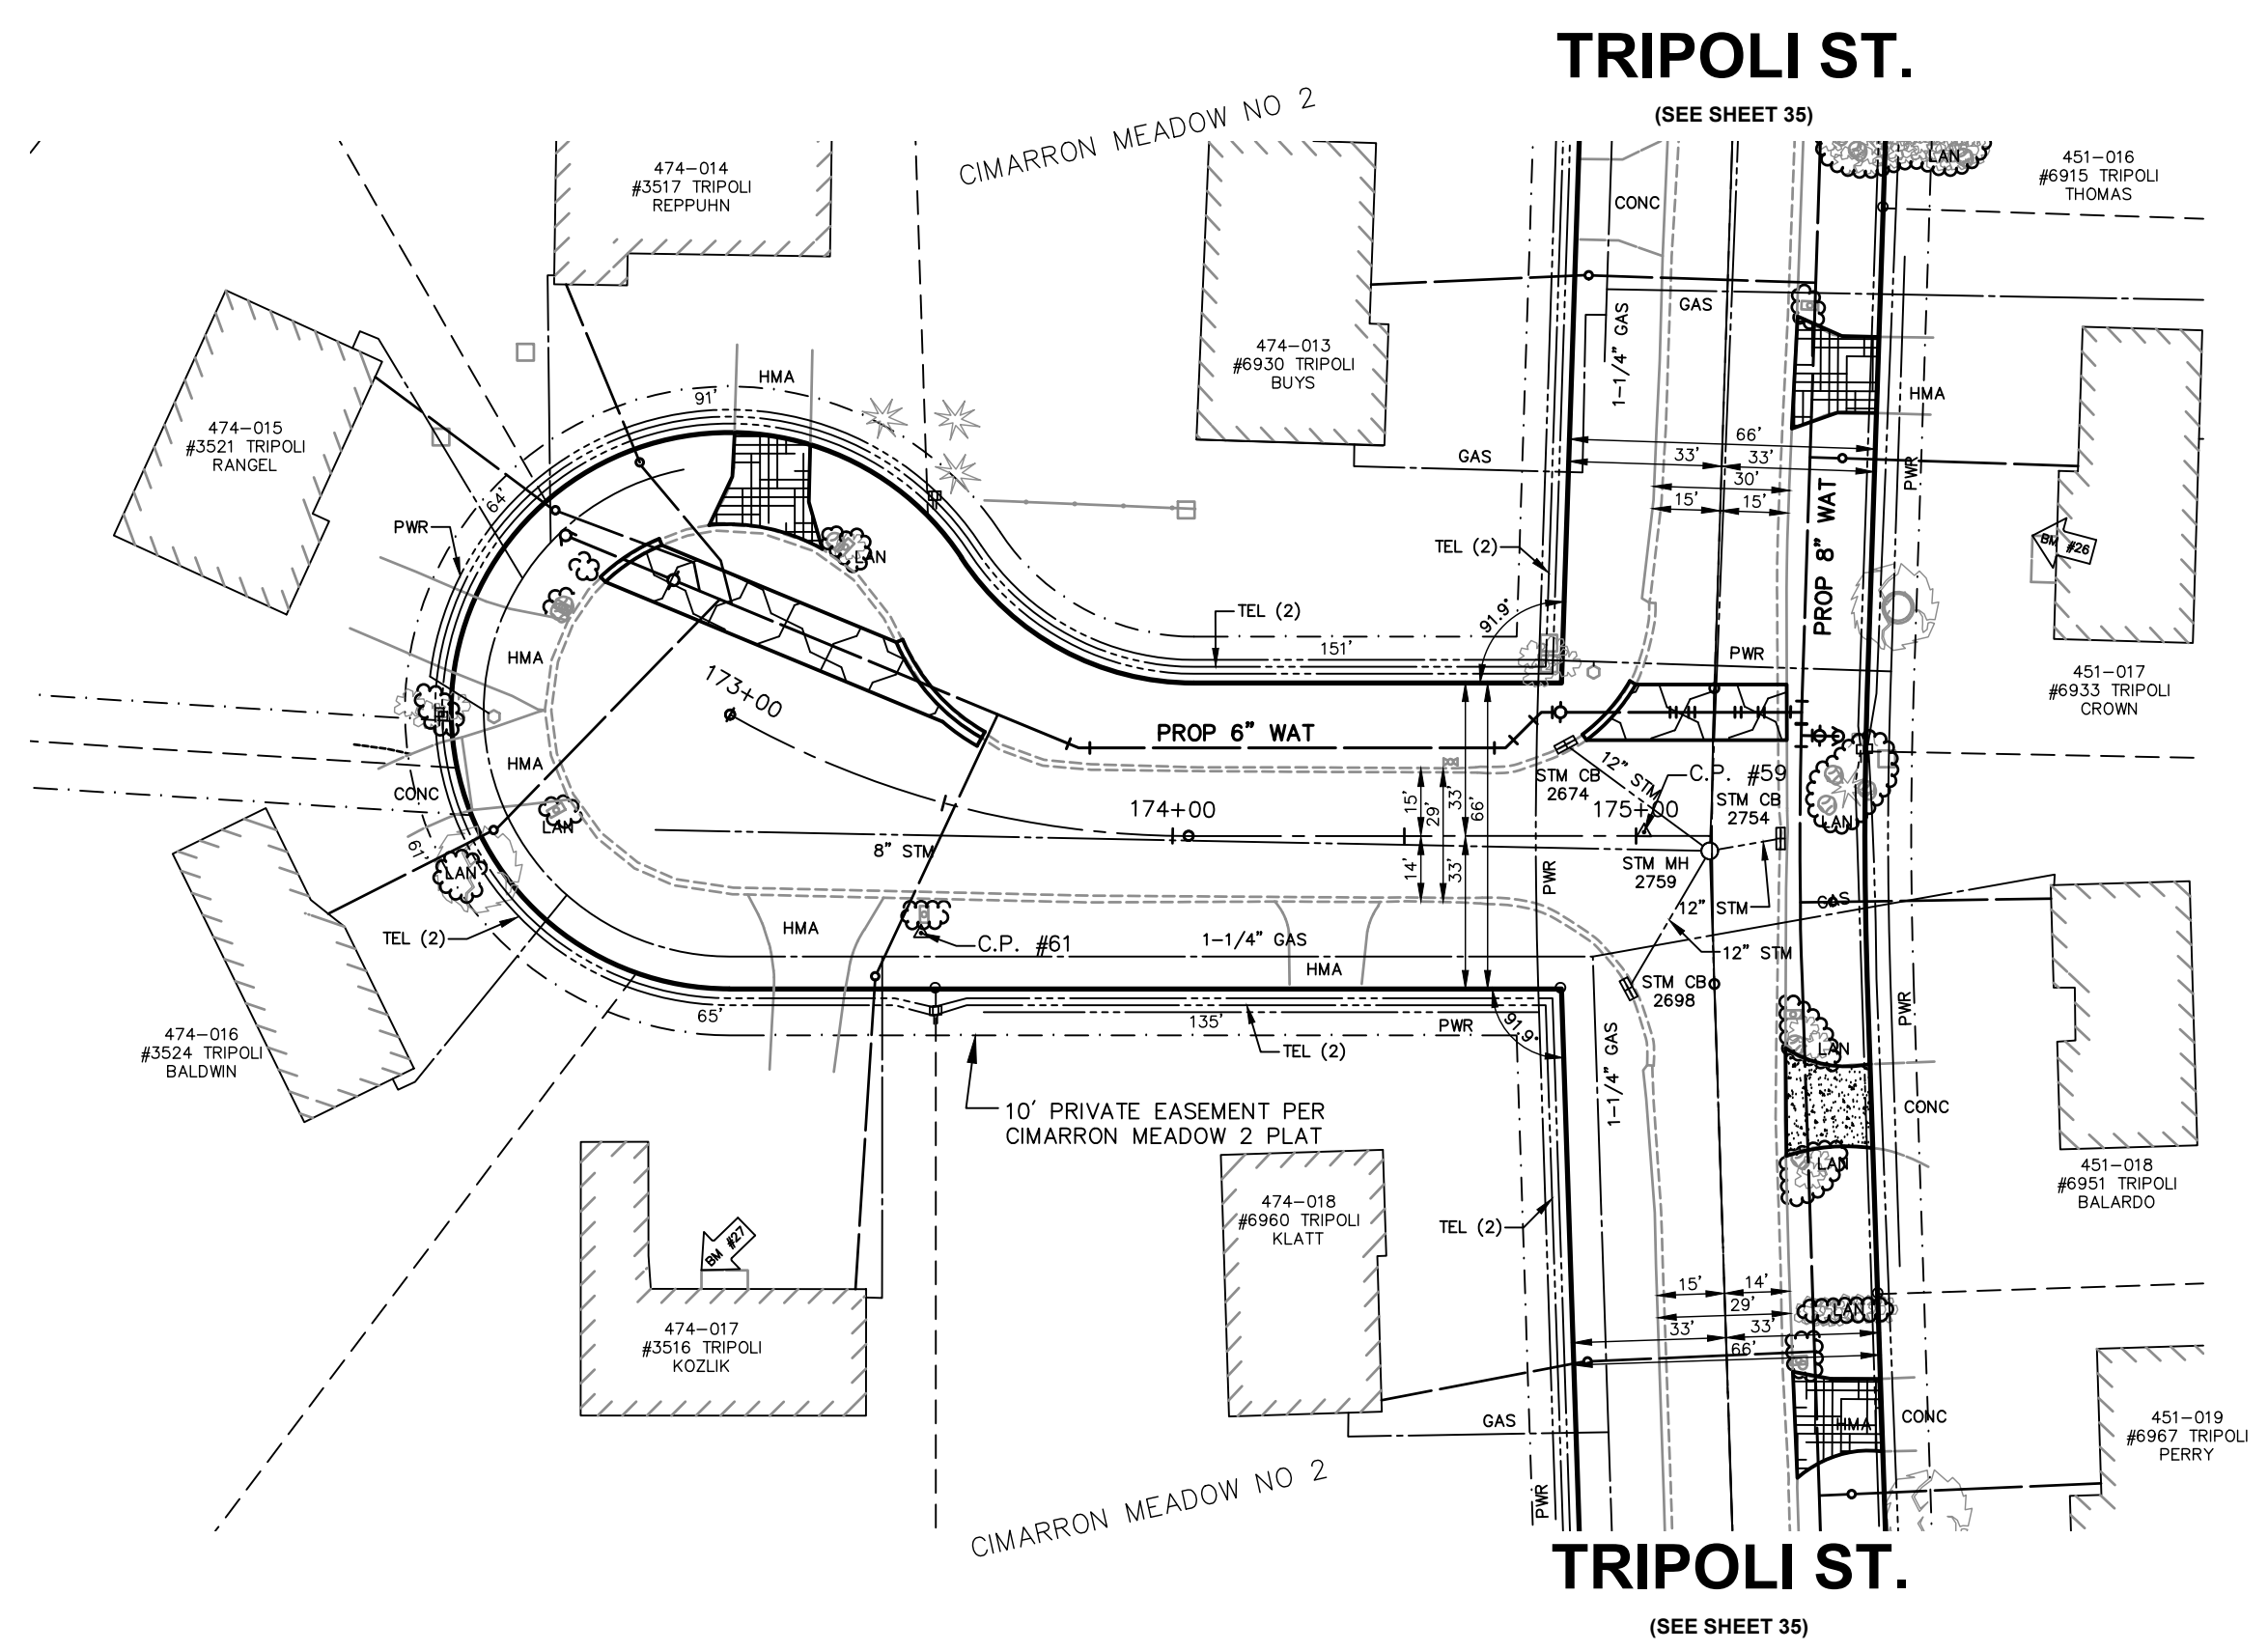 TRIPOLI ST.
(SEE SHEET 35)
CIMARRON MEADOW NO 2
474-014
#3517 TRIPOLI
REPPUHN
CONC
LAN
451-016
#6915 TRIPOLI
THOMAS
GAS
1-1/4" GAS
474-013
#6930 TRIPOLI
BUYS
HMA
91'
HMA
474-015
#3521 TRIPOLI
RANGEL
66'
33'
33'
GAS
PWR
30'
15'
15'
64'
PWR
PROP 8" WAT
TEL (2)
BM #26
LAN
TEL (2)
91.9°
151'
HMA
PWR
451-017
#6933 TRIPOLI
CROWN
173+00
PROP 6" WAT
12" STM
HMA
STM CB
2674
C.P. #59
CONC
174+00
15'
29'
33'
66'
175+00
STM CB
2754
LAN
LAN
61'
8" STM
14'
33'
PWR
STM MH
2759
LAN
GAS
12" STM
HMA
TEL (2)
C.P. #61
1-1/4" GAS
12" STM
HMA
STM CB
2698
PWR
65'
135'
PWR
91.9°
474-016
#3524 TRIPOLI
BALDWIN
TEL (2)
1-1/4" GAS
LAN
10' PRIVATE EASEMENT PER
CIMARRON MEADOW 2 PLAT
CONC
LAN
451-018
#6951 TRIPOLI
BALARDO
474-018
#6960 TRIPOLI
KLATT
TEL (2)
BM #27
15'
14'
29'
LAN
33'
33'
66'
474-017
#3516 TRIPOLI
KOZLIK
GAS
HMA
CONC
451-019
#6967 TRIPOLI
PERRY
CIMARRON MEADOW NO 2
PWR
TRIPOLI ST.
(SEE SHEET 35)